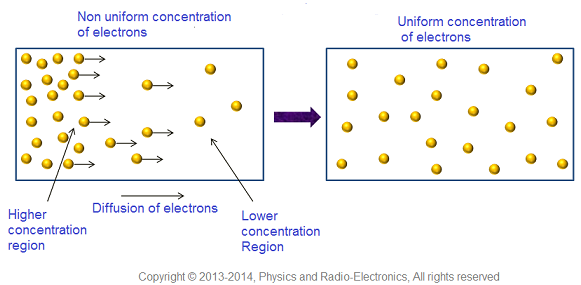 Non uniform concentration
of electrons
Uniform concentration
of electrons
Higher
concentration
region
Diffusion of electrons
Lower
concentration
Region
Copyright © 2013-2014, Physics and Radio-Electronics, All rights reserved